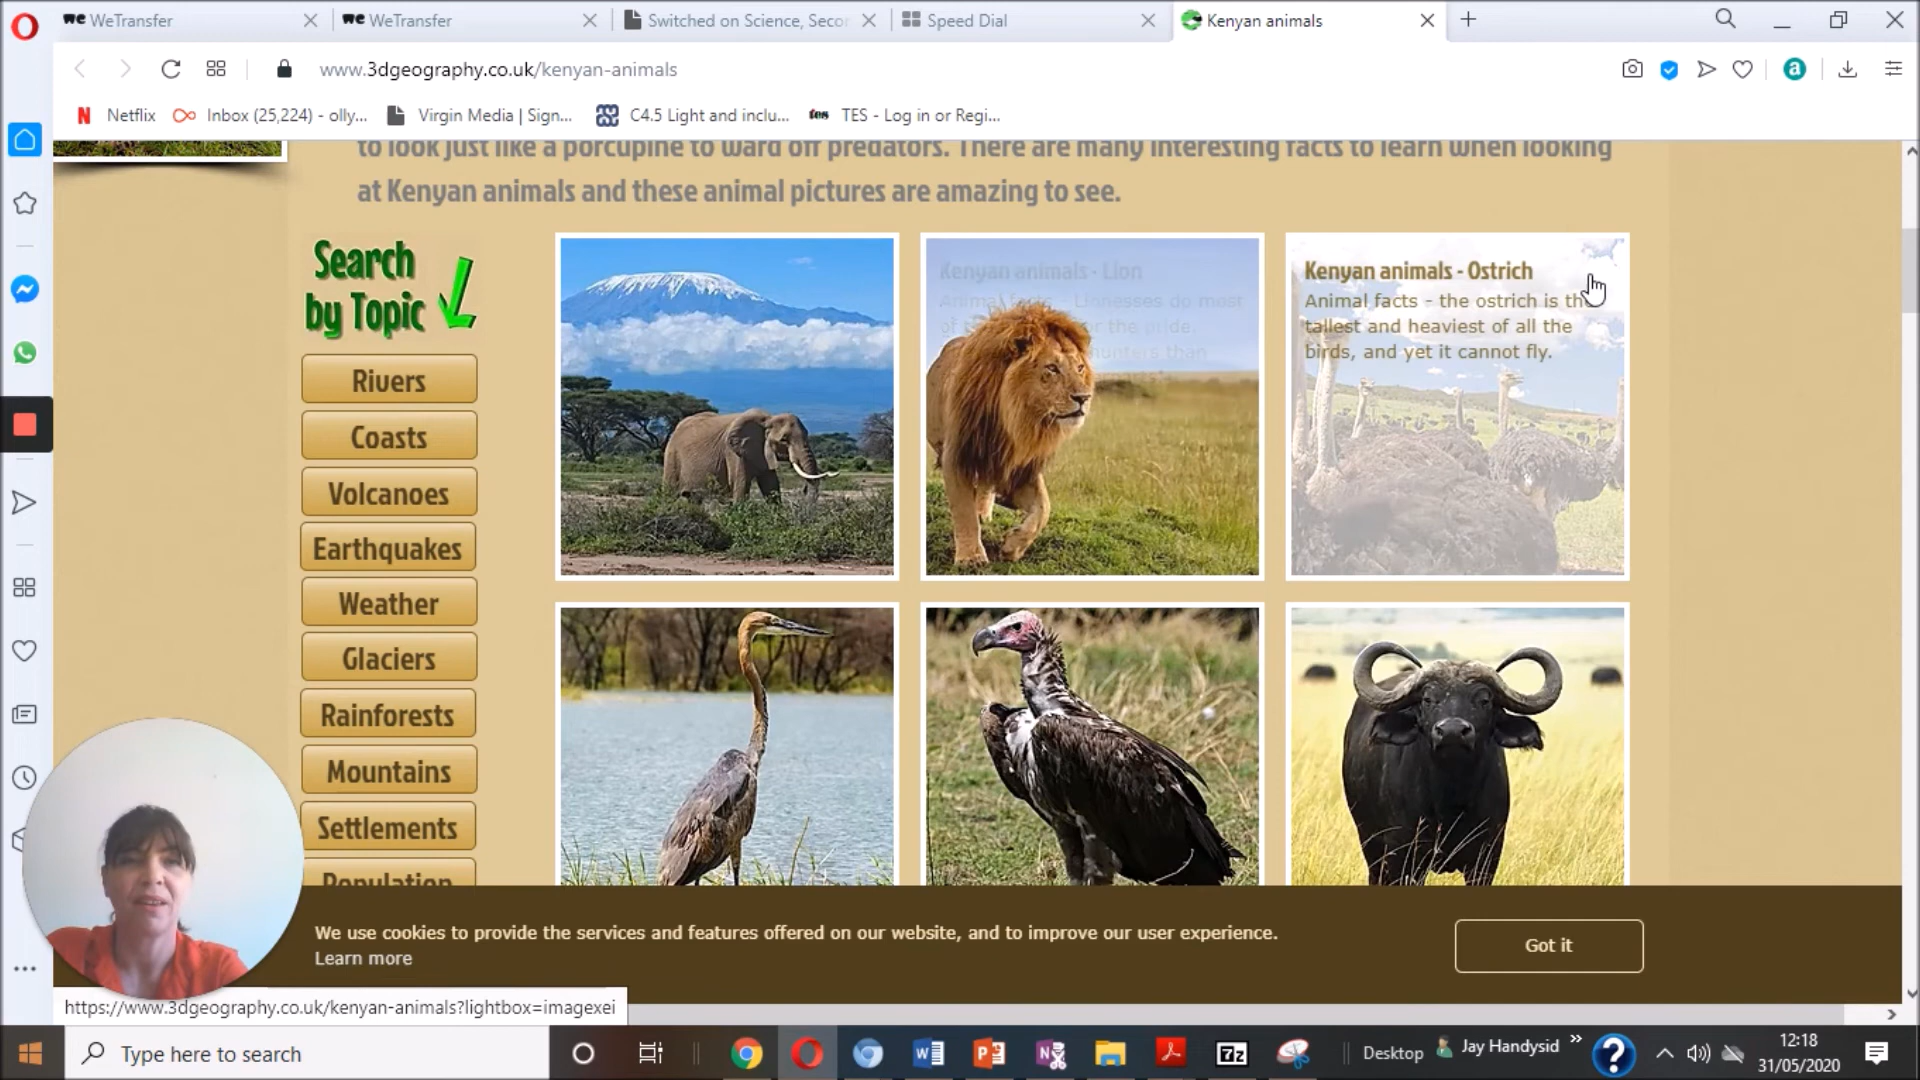 WeTransfer
WeTransfer
Switched on Science, Secor
Speed Dial
Kenyan animals
www.3dgeography.co.uk/kenyan-animals
Netflix
Inbox (25,224) - olly...
Virgin Media | Sign...
C4.5 Light and inclu...
tes
TES - Log in or Regi...
to look just like a porcupine to ward off predators. There are many interesting facts to learn when looking
at Kenyan animals and these animal pictures are amazing to see.
Search
by Topic
Rivers
Coasts
Volcanoes
Earthquakes
Weather
Glaciers
Rainforests
Mountains
Settlements
Population
Kenyan animals - Lion
Animal facts - Lionesses do most
of for the pride.
hunters than
Kenyan animals - Ostrich
Animal facts - the ostrich is the
tallest and heaviest of all the
birds, and yet it cannot fly.
We use cookies to provide the services and features offered on our website, and to improve our user experience.
Learn more
Got it
https://www.3dgeography.co.uk/kenyan-animals?lightbox=imagexei
Type here to search
Desktop
Jay Handysid
12:18
31/05/2020